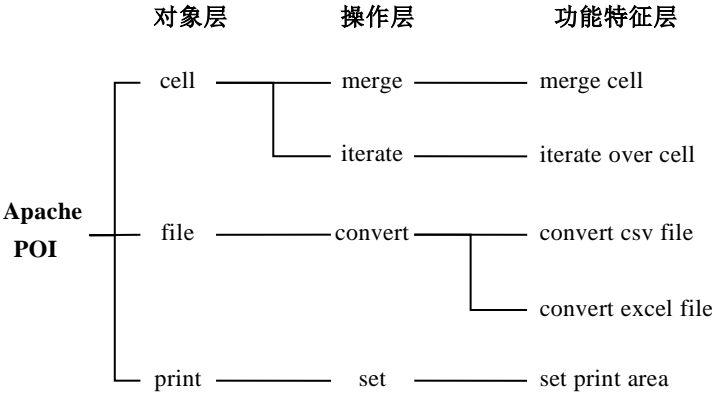 对象层 操作层 功能特征层
cell merge merge cell
iterate iterate over cell
Apache
POI
file convert convert csv file
convert excel file
print set set print area